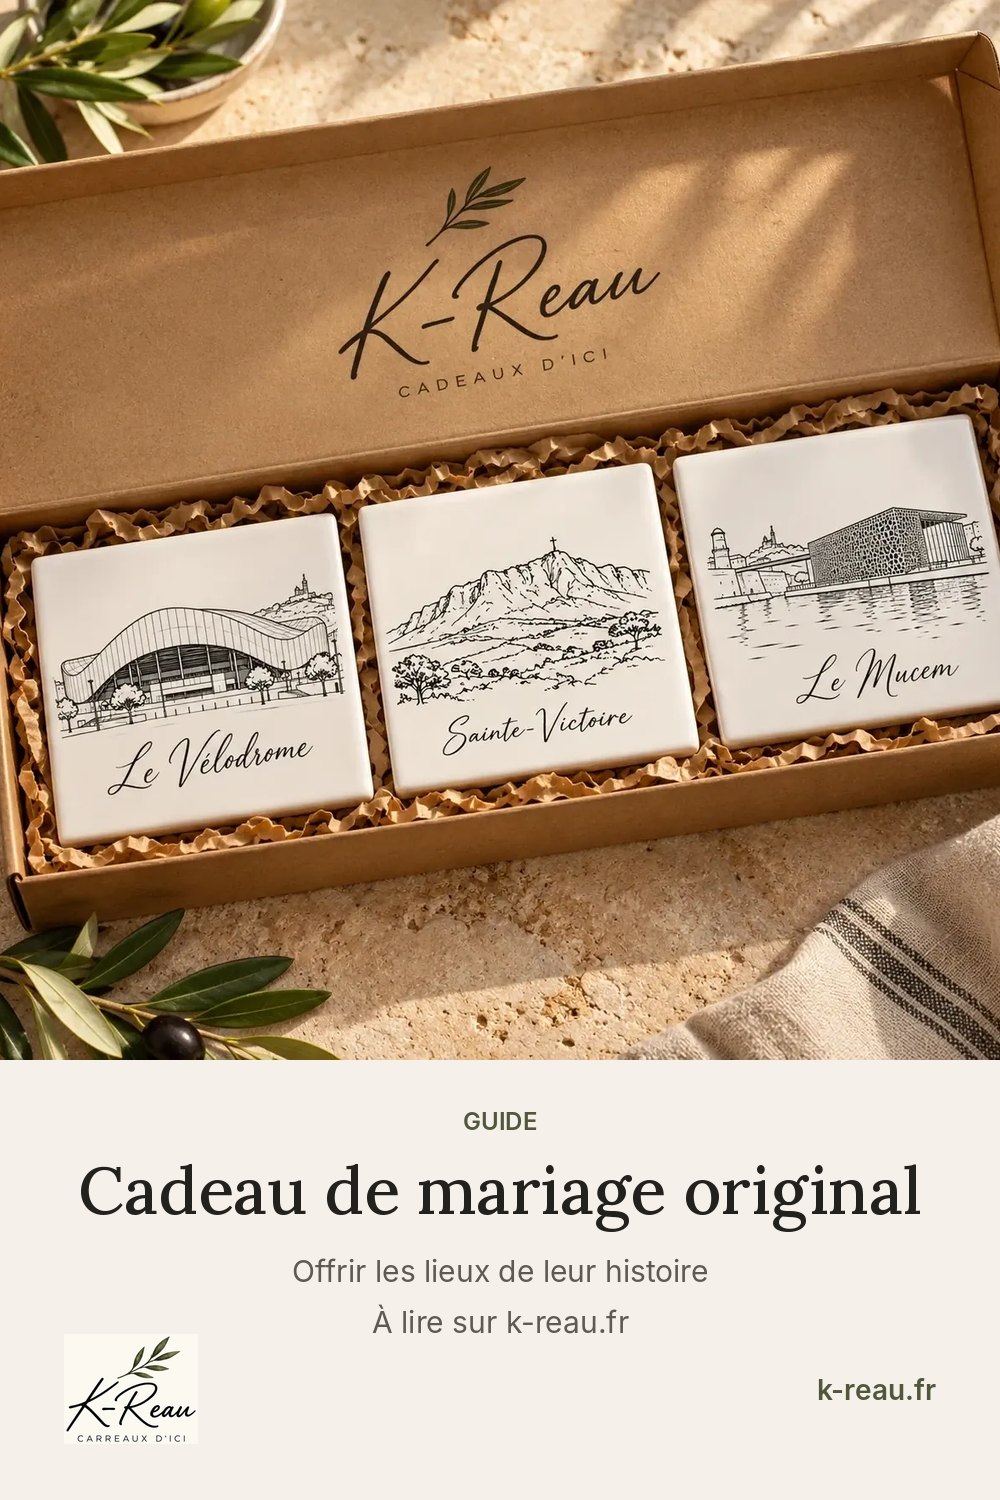 K-Reau
CADEAUX D'ICI
Le Vélodrome
Sainte-Victoire
Le Mucem
GUIDE
Cadeau de mariage original
Offrir les lieux de leur histoire
À lire sur k-reau.fr
K-Reau
CARREAUX D'ICI
k-reau.fr